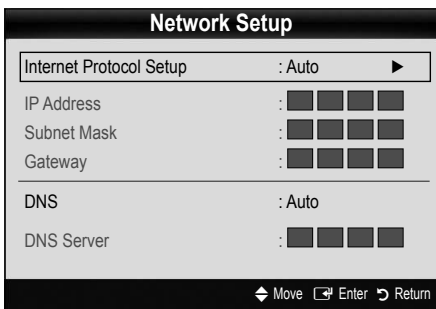 Network Setup
Internet Protocol Setup : Auto ►
IP Address :
Subnet Mask :
Gateway :
DNS : Auto
DNS Server :
Move Enter Return